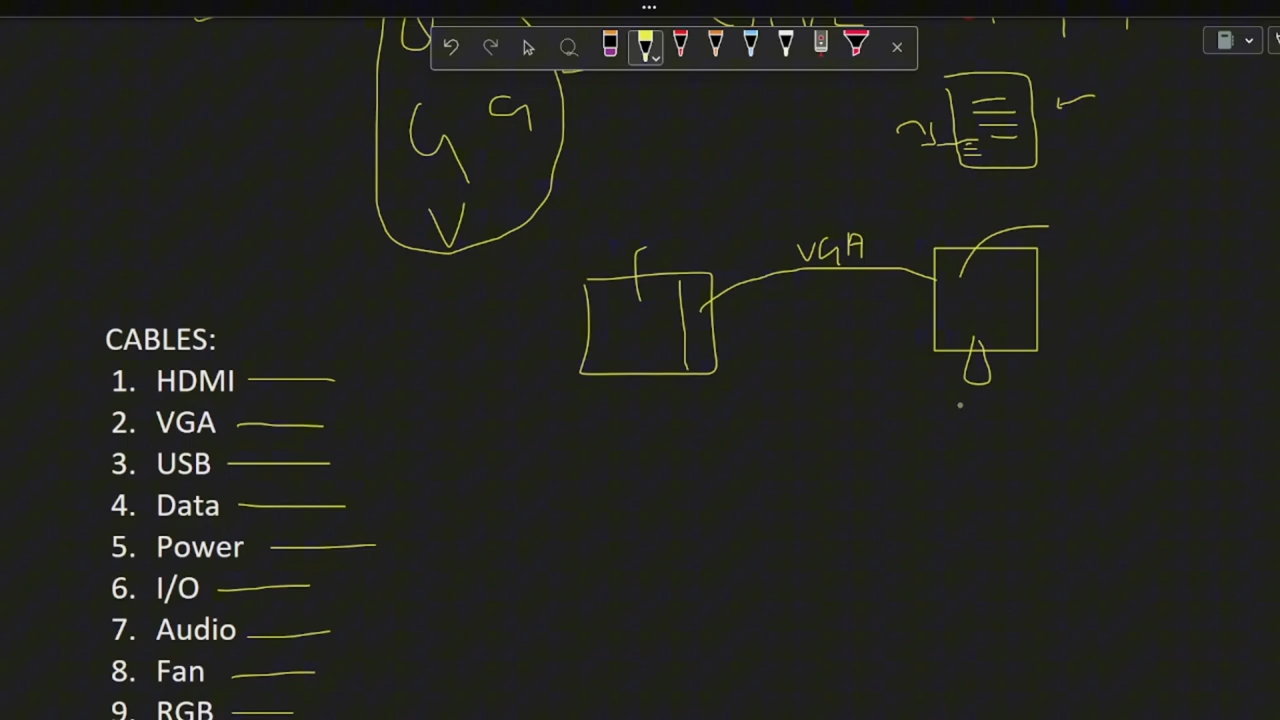 VGA
CABLES:
1. HDMI
2. VGA
3. USB
4. Data
5. Power
6. I/O
7. Audio
8. Fan
9. RGB